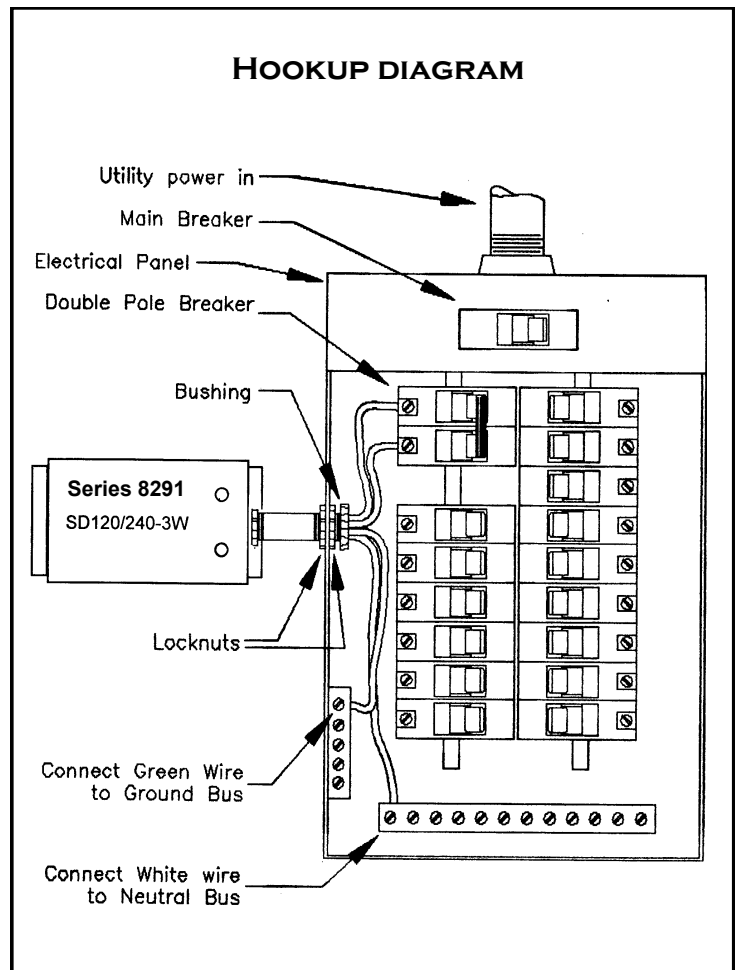 HOOKUP DIAGRAM
Utility power in
Main Breaker
Electrical Panel
Double Pole Breaker
Bushing
Series 8291
SD120/240-3W
Locknuts
Connect Green Wire
to Ground Bus
Connect White wire
to Neutral Bus